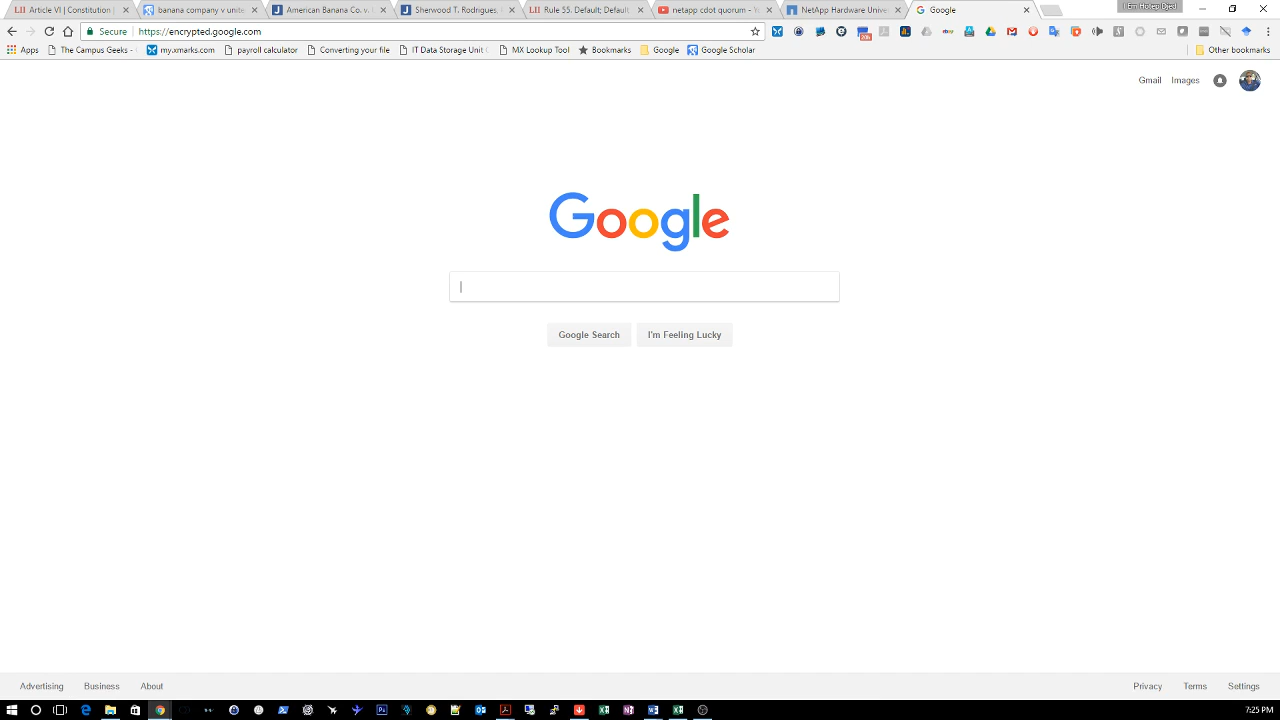 Article VI | Constitution |
banana company v unite
American Banana Co. v.
Sherwood T. Rodrigues
Rule 55. Default; Default
netapp cdot quorum - Yo
NetApp Hardware Unive
Google
Secure
https://encrypted.google.com
Apps
The Campus Geeks -
my.xmarks.com
payroll calculator
Converting your file
IT Data Storage Unit
MX Lookup Tool
Bookmarks
Google
Google Scholar
Other bookmarks
Gmail
Images
Google
Google Search
I'm Feeling Lucky
Advertising
Business
About
Privacy
Terms
Settings
7:25 PM